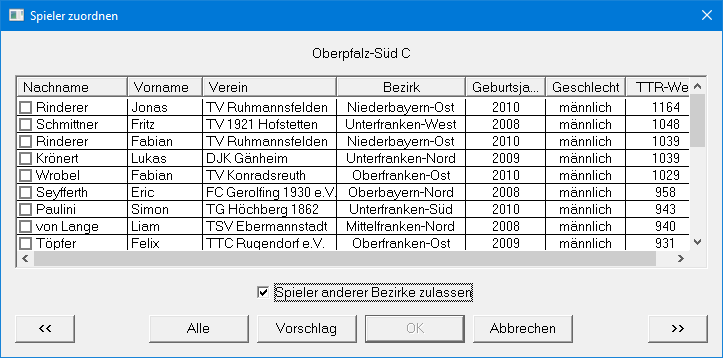 Spieler zuordnen
Oberpfalz-Süd C
Nachname Vorname Verein Bezirk Geburtsja... Geschlecht TTR-We
Rinderer Jonas TV Ruhmannsfelden Niederbayern-Ost 2010 männlich 1164
Schmittner Fritz TV 1921 Hofstetten Unterfranken-West 2008 männlich 1048
Rinderer Fabian TV Ruhmannsfelden Niederbayern-Ost 2010 männlich 1039
Krönert Lukas DJK Gänheim Unterfranken-Nord 2009 männlich 1039
Wrobel Fabian TV Konradsreuth Oberfranken-Ost 2010 männlich 1029
Seyfferth Eric FC Gerolfing 1930 e.V. Oberbayern-Nord 2008 männlich 958
Paulini Simon TG Höchberg 1862 Unterfranken-Süd 2010 männlich 943
von Lange Liam TSV Ebermannstadt Mittelfranken-Nord 2008 männlich 940
Töpfer Felix TTC Rugendorf e.V. Oberfranken-Ost 2009 männlich 931
Spieler anderer Bezirke zulassen
<< Alle Vorschlag OK Abbrechen >>